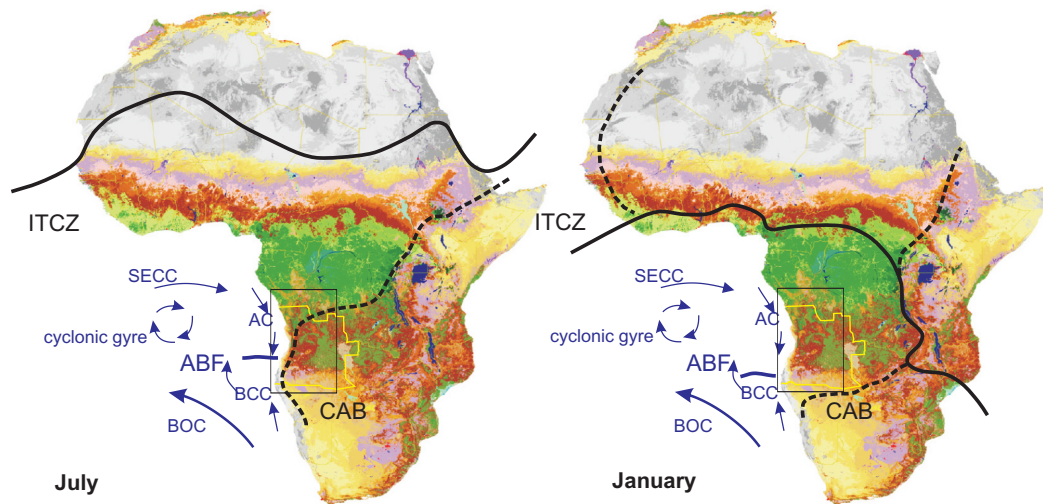 ITCZ
SECC
AC
cyclonic gyre
ABF
BCC
CAB
BOC
July
ITCZ
SECC
AC
cyclonic gyre
ABF
BCC
CAB
BOC
January